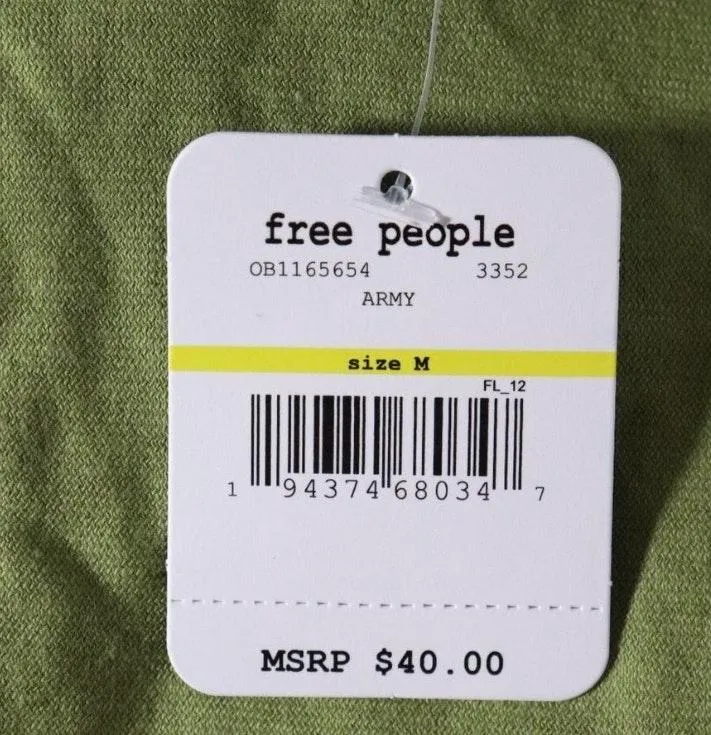 free people
OB1165654 3352
ARMY
size M
FL_12
1 94374 68034 7
MSRP $40.00